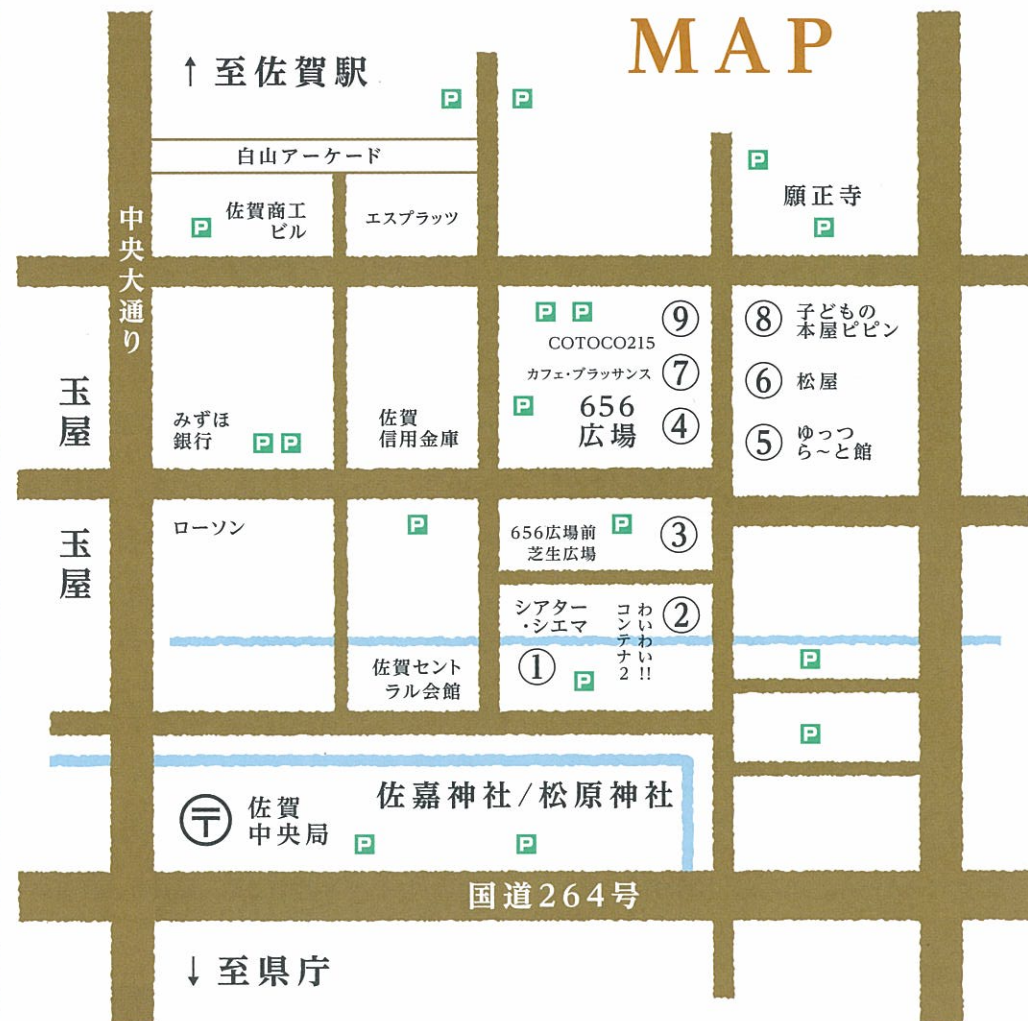 MAP
↑至佐賀駅
P
P
白山アーケード
P
願正寺
P
佐賀商工
ビル
P
エスプラッツ
中央大通り
P P
⑨
COTOCO215
カフェ・ブラッサンス
⑦
P
656
広場
④
⑧
子どもの
本屋ピピン
⑥
松屋
⑤
ゆっつ
ら～と館
玉屋
みずほ
銀行
P P
佐賀
信用金庫
玉屋
ローソン
P
656広場前
芝生広場
P
③
シアター
・シエマ
①
P
わいわい!!
コンテナ2
②
佐賀セント
ラル会館
P
P
〒
佐賀
中央局
佐嘉神社/松原神社
P
P
国道264号
↓至県庁